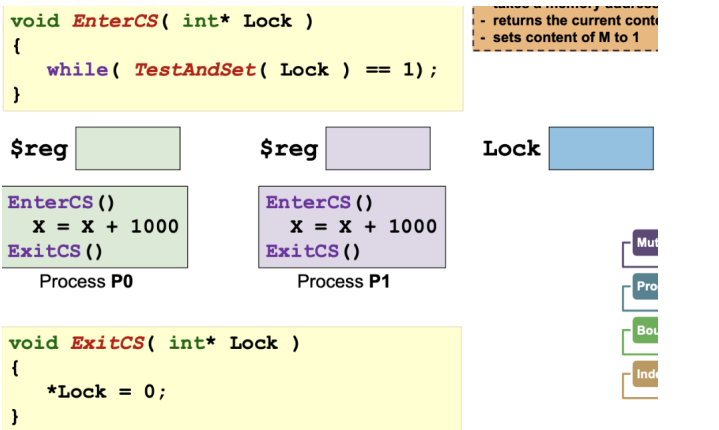 void EnterCS( int* Lock )
{
while( TestAndSet( Lock ) == 1);
}
- returns the current
- sets content of M to 1
$reg
$reg
Lock
EnterCS()
X = X + 1000
ExitCS()
Process P0
EnterCS()
X = X + 1000
ExitCS()
Process P1
void ExitCS( int* Lock )
{
*Lock = 0;
}